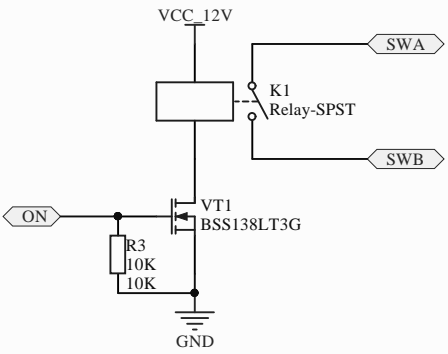 VCC_12V
SWA
K1
Relay-SPST
SWB
VT1
ON
BSS138LT3G
R3
10K
10K
GND